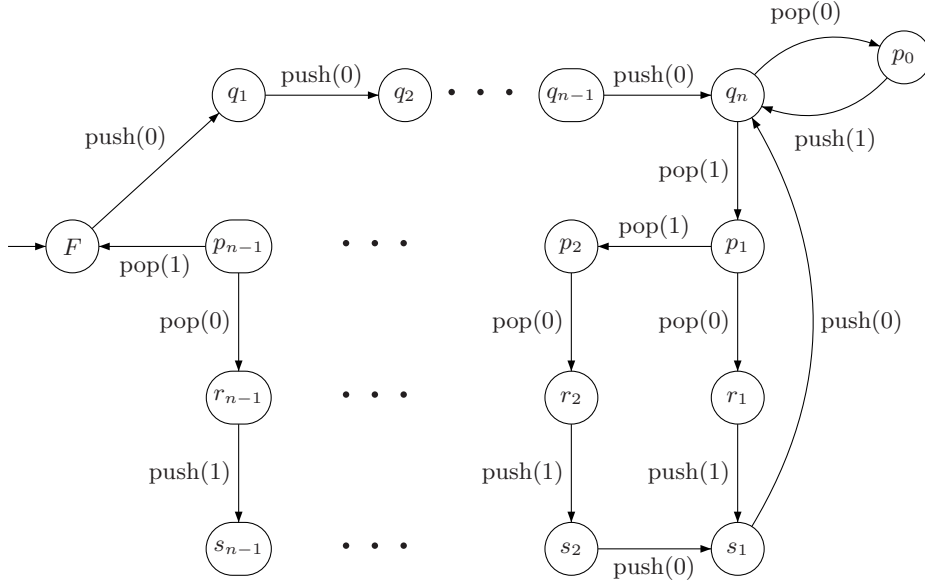 pop(0)
p₀
push(0) push(0)
q₁ q₂ · · · qₙ₋₁ qₙ
push(0) push(1)
pop(1)
F pₙ₋₁ · · · p₂ pop(1) p₁
pop(1)
pop(0) pop(0) pop(0) push(0)
rₙ₋₁ · · · r₂ r₁
push(1) push(1) push(1)
sₙ₋₁ · · · s₂ s₁
push(0)